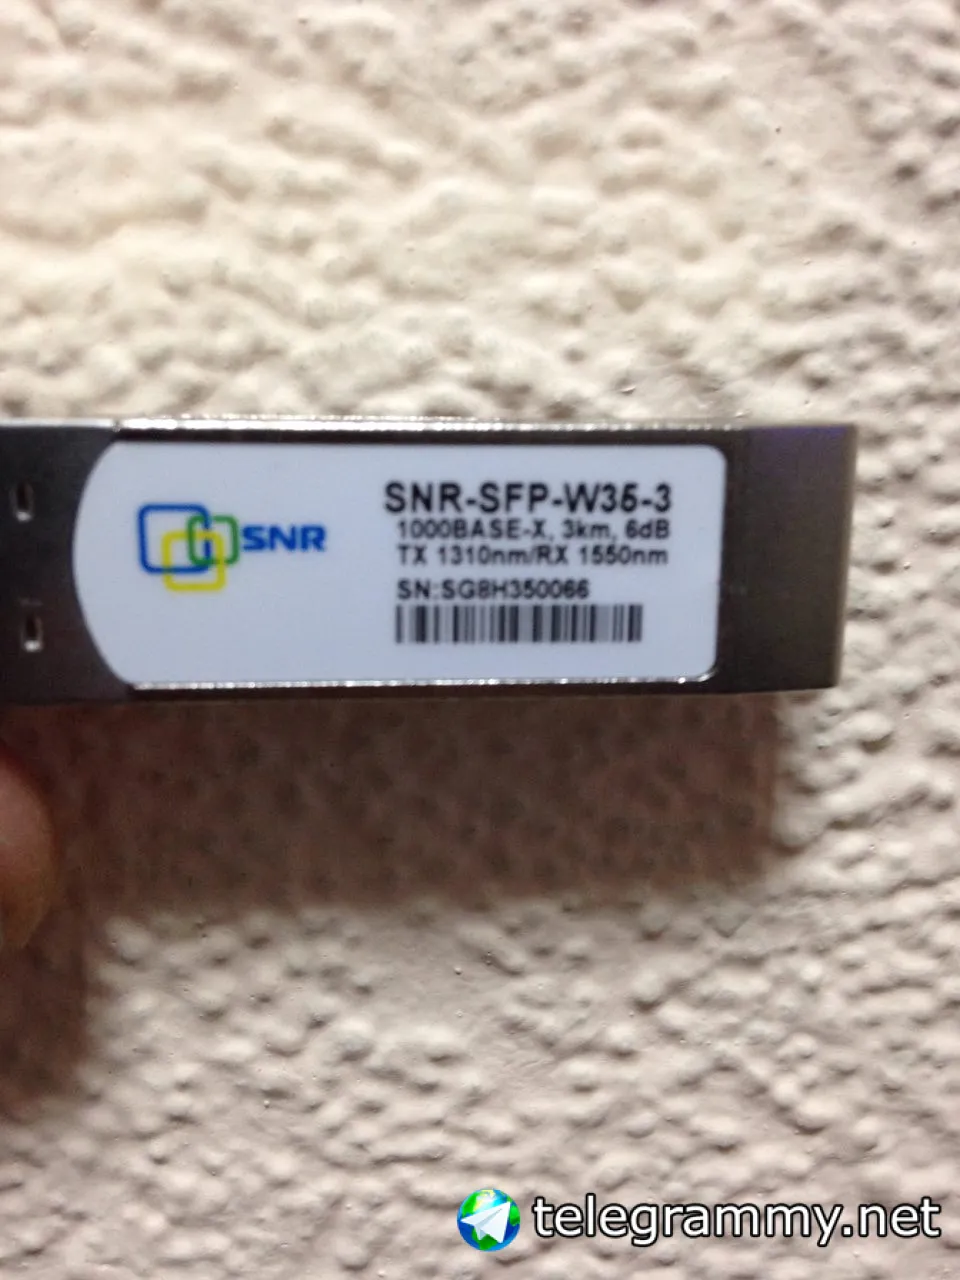 SNR
SNR-SFP-W35-3
1000BASE-X, 3km, 6dB
TX 1310nm/RX 1550nm
SN:SG8H350066
telegrammy.net